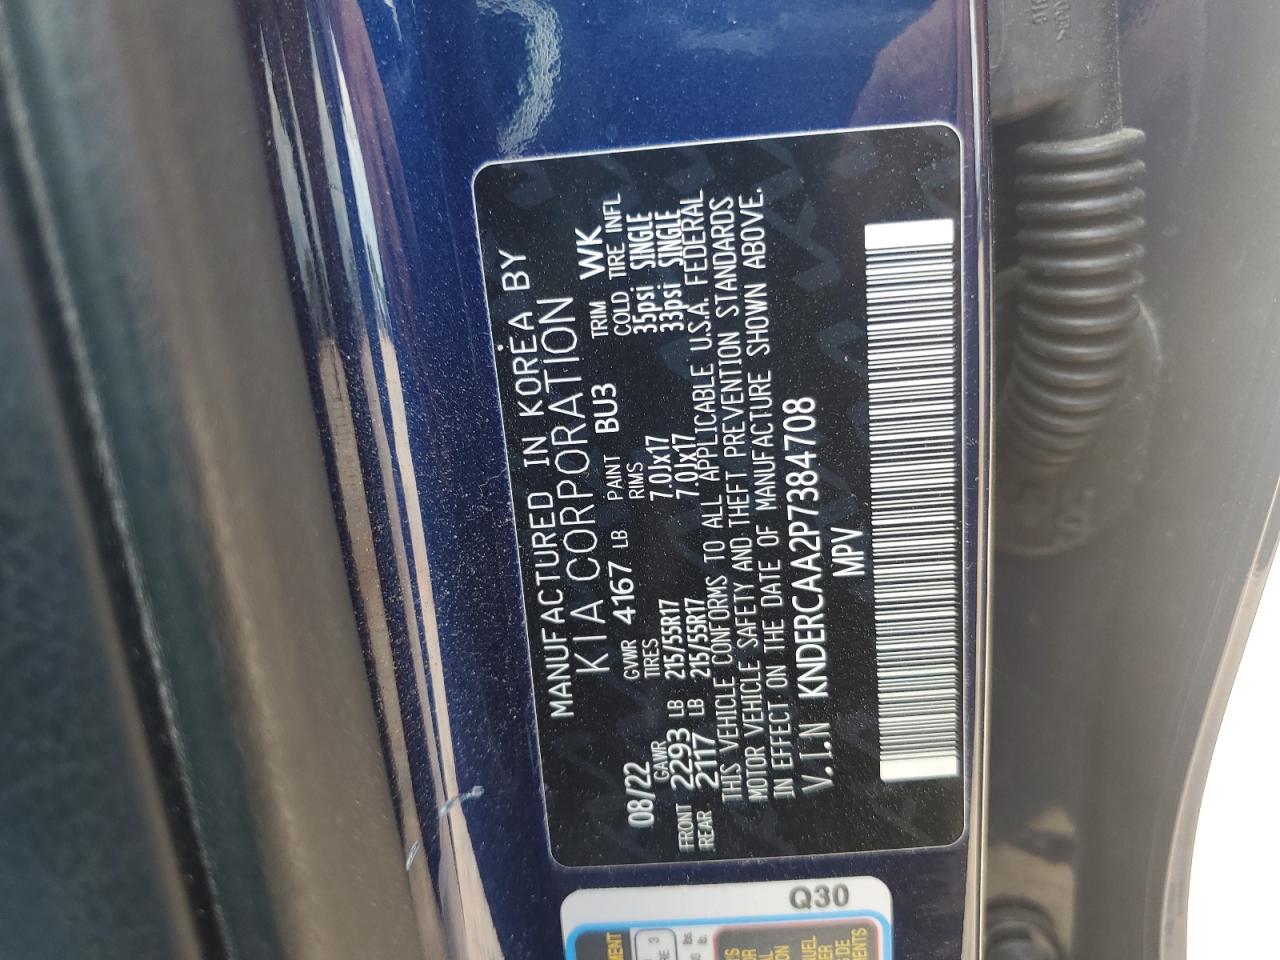 MANUFACTURED IN KOREA BY
KIA CORPORATION
08/22 GVWR 4167 LB PAINT BU3 TRIM WK
GAWR TIRES RIMS COLD TIRE INFL
FRONT 2293 LB 215/55R17 7.0Jx17 35psi SINGLE
REAR 2117 LB 215/55R17 7.0Jx17 33psi SINGLE
THIS VEHICLE CONFORMS TO ALL APPLICABLE U.S.A. FEDERAL
MOTOR VEHICLE SAFETY AND THEFT PREVENTION STANDARDS
IN EFFECT ON THE DATE OF MANUFACTURE SHOWN ABOVE.
V.I.N KNDERCAA2P7384708
MPV
Q30